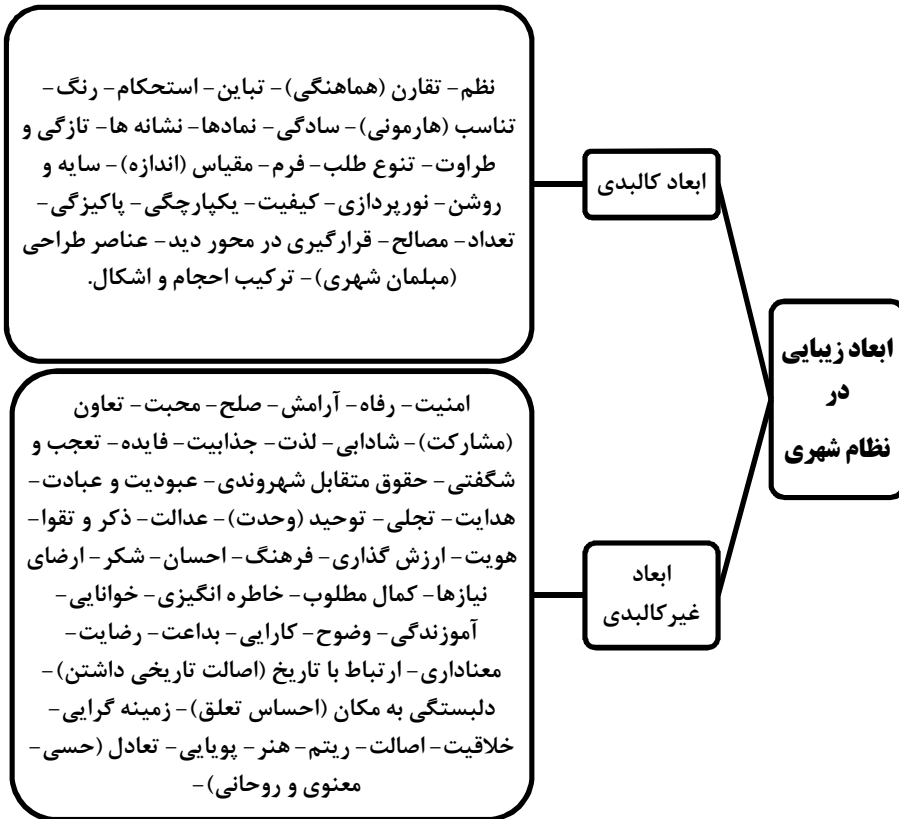 ابعاد زیبایی
در
نظام شهری
ابعاد کالبدی
نظم- تقارن (هماهنگی)- تباین- استحکام- رنگ-
تناسب (هارمونی)- سادگی- نمادها- نشانه ها- تازگی و
طراوت- تنوع طلب- فرم- مقیاس (اندازه)- سایه و
روشن- نورپردازی- کیفیت- یکپارچگی- پاکیزگی-
تعداد- مصالح- قرارگیری در محور دید- عناصر طراحی
(مبلمان شهری)- ترکیب احجام و اشکال.
ابعاد
غیرکالبدی
امنیت- رفاه- آرامش- صلح- محبت- تعاون
(مشارکت)- شادابی- لذت- جذابیت- فایده- تعجب و
شگفتی- حقوق متقابل شهروندی- عبودیت و عبادت-
هدایت- تجلی- توحید (وحدت)- عدالت- ذکر و تقوا-
هویت- ارزش گذاری- فرهنگ- احسان- شکر- ارضای
نیازها- کمال مطلوب- خاطره انگیزی- خوانایی-
آموزندگی- وضوح- کارایی- بداعت- رضایت-
معناداری- ارتباط با تاریخ (اصالت تاریخی داشتن)-
دلبستگی به مکان (احساس تعلق)- زمینه گرایی-
خلاقیت- اصالت- ریتم- هنر- پویایی- تعادل (حسی-
معنوی و روحانی)-